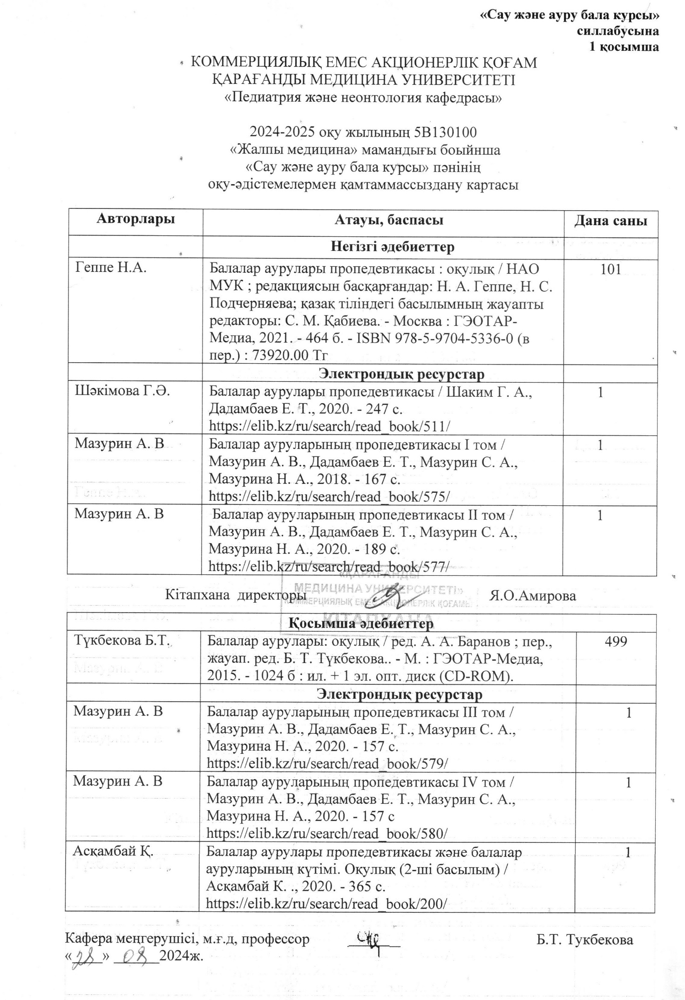 «Сау және ауру бала курсы»
силлабусына
1 қосымша
КОММЕРЦИЯЛЫҚ ЕМЕС АКЦИОНЕРЛІК ҚОҒАМ
ҚАРАҒАНДЫ МЕДИЦИНА УНИВЕРСИТЕТІ
«Педиатрия және неонтология кафедрасы»
2024-2025 оқу жылының 5В130100
«Жалпы медицина» мамандығы боыйнша
«Сау және ауру бала курсы» пәнінің
оқу-әдістемелермен қамтаммассыздану картасы
Авторлары Атауы, баспасы Дана саны
Негізгі әдебиеттер
Геппе Н.А. Балалар аурулары пропедевтикасы : оқулық / НАО 101
МУК ; редакциясын басқарғандар: Н. А. Геппе, Н. С.
Подчерняева; қазақ тіліндегі басылымның жауапты
редакторы: С. М. Қабиева. - Москва : ГЭОТАР-
Медиа, 2021. - 464 б. - ISBN 978-5-9704-5336-0 (в
пер.) : 73920.00 Тг
Электрондық ресурстар
Шәкімова Г.Ә. Балалар аурулары пропедевтикасы / Шаким Г. А., 1
Дадамбаев Е. Т., 2020. - 247 с.
https://elib.kz/ru/search/read_book/511/
Мазурин А. В Балалар ауруларының пропедевтикасы I том / 1
Мазурин А. В., Дадамбаев Е. Т., Мазурин С. А.,
Мазурина Н. А., 2018. - 167 с.
https://elib.kz/ru/search/read_book/575/
Мазурин А. В Балалар ауруларының пропедевтикасы II том / 1
Мазурин А. В., Дадамбаев Е. Т., Мазурин С. А.,
Мазурина Н. А., 2020. - 189 с.
https://elib.kz/ru/search/read_book/577/
«ҚАРАҒАНДЫ
МЕДИЦИНА УНИВЕРСИТЕТІ»
КОММЕРЦИЯЛЫҚ ЕМЕС АКЦИОНЕРЛІК ҚОҒАМЫ
КІТАПХАНА
Кітапхана директоры Я.О.Амирова
Қосымша әдебиеттер
Түкбекова Б.Т. Балалар аурулары: оқулық / ред. А. А. Баранов ; пер., 499
жауап. ред. Б. Т. Түкбекова.. - М. : ГЭОТАР-Медиа,
2015. - 1024 б : ил. + 1 эл. опт. диск (CD-ROM).
Электрондық ресурстар
Мазурин А. В Балалар ауруларының пропедевтикасы III том / 1
Мазурин А. В., Дадамбаев Е. Т., Мазурин С. А.,
Мазурина Н. А., 2020. - 157 с.
https://elib.kz/ru/search/read_book/579/
Мазурин А. В Балалар ауруларының пропедевтикасы IV том / 1
Мазурин А. В., Дадамбаев Е. Т., Мазурин С. А.,
Мазурина Н. А., 2020. - 157 с
https://elib.kz/ru/search/read_book/580/
Асқамбай Қ. Балалар аурулары пропедевтикасы және балалар 1
ауруларының күтімі. Оқулық (2-ші басылым) /
Асқамбай К. ., 2020. - 365 с.
https://elib.kz/ru/search/read_book/200/
Кафера меңгерушісі, м.ғ.д, профессор Б.Т. Тукбекова
«28» 08 2024ж.